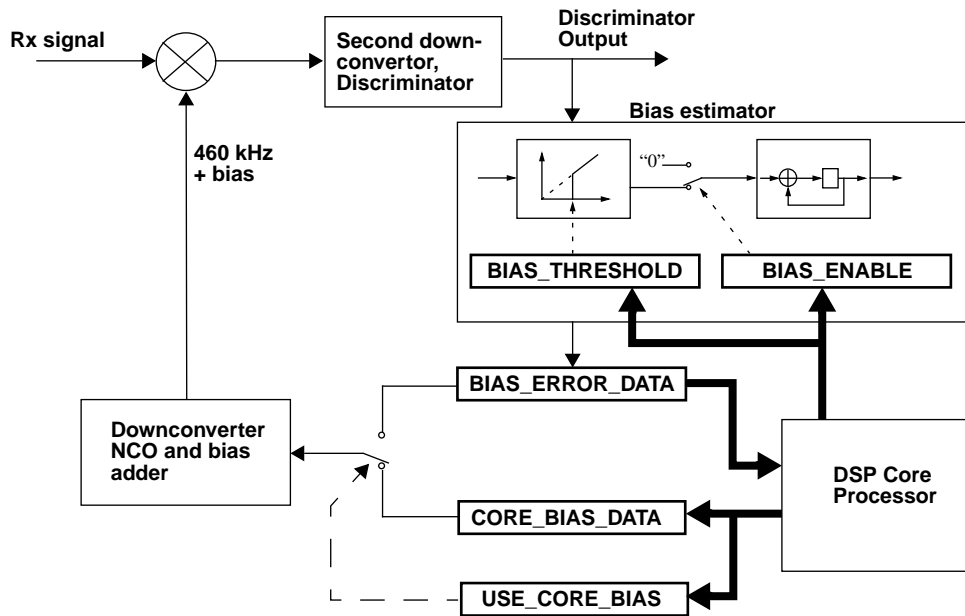 Rx signal
Second down-
convertor,
Discriminator
Discriminator
Output
Bias estimator
460 kHz
+ bias
“0”
BIAS_THRESHOLD
BIAS_ENABLE
BIAS_ERROR_DATA
Downconverter
NCO and bias
adder
DSP Core
Processor
CORE_BIAS_DATA
USE_CORE_BIAS